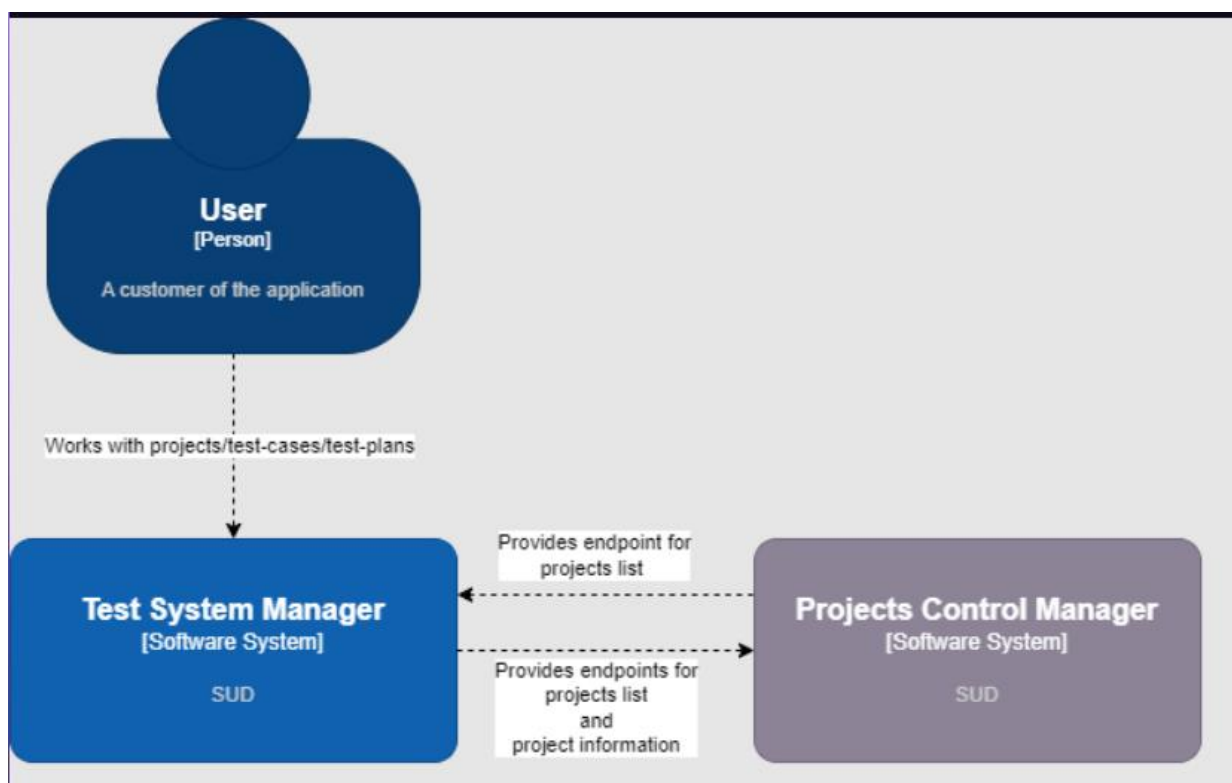 User
[Person]
A customer of the application
Works with projects/test-cases/test-plans
Test System Manager
[Software System]
SUD
Provides endpoint for
projects list
Provides endpoints for
projects list
and
project information
Projects Control Manager
[Software System]
SUD